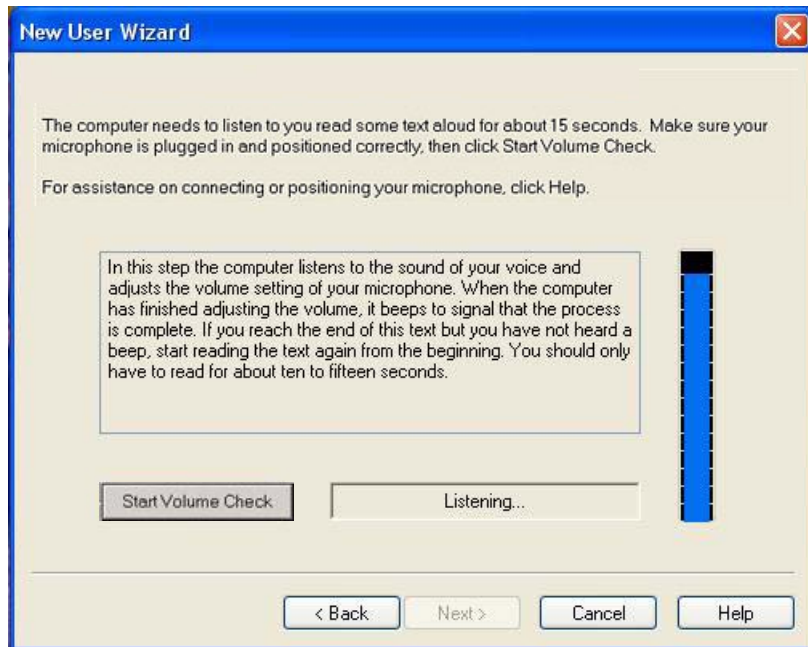 New User Wizard
The computer needs to listen to you read some text aloud for about 15 seconds. Make sure your
microphone is plugged in and positioned correctly, then click Start Volume Check.
For assistance on connecting or positioning your microphone, click Help.
In this step the computer listens to the sound of your voice and
adjusts the volume setting of your microphone. When the computer
has finished adjusting the volume, it beeps to signal that the process
is complete. If you reach the end of this text but you have not heard a
beep, start reading the text again from the beginning. You should only
have to read for about ten to fifteen seconds.
Start Volume Check
Listening...
< Back
Next >
Cancel
Help